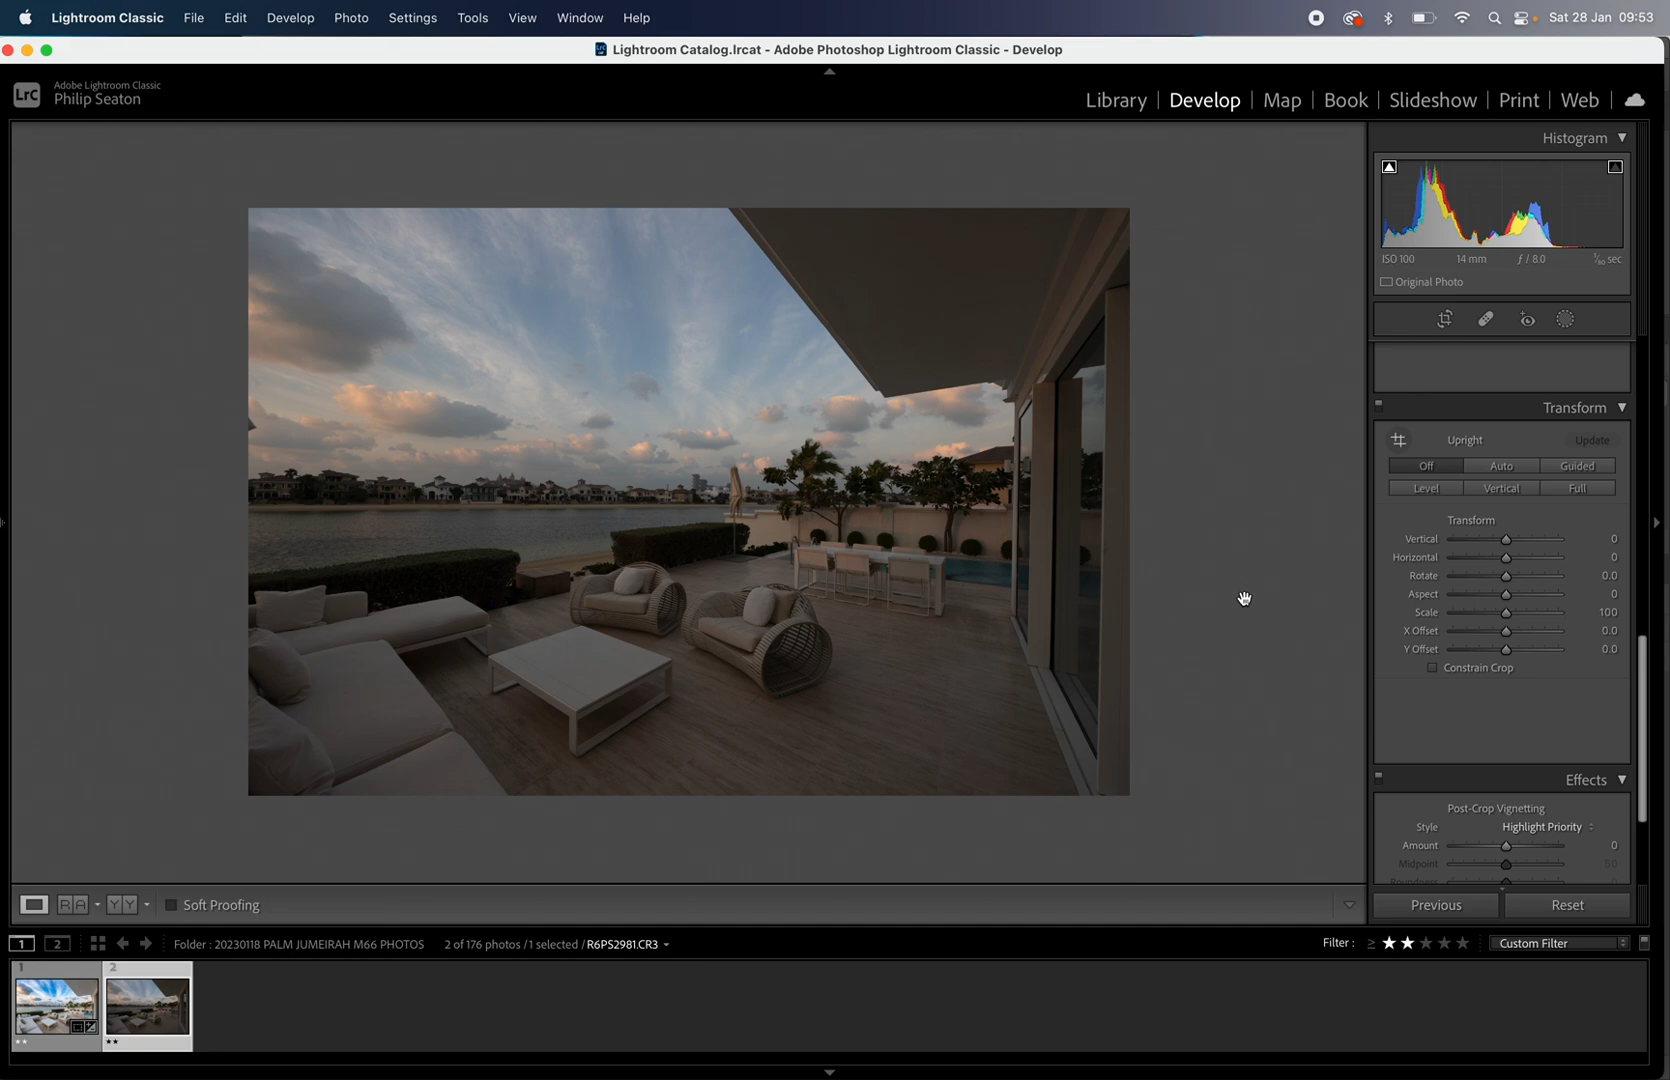 Lightroom Classic File Edit Develop Photo Settings Tools View Window Help Sat 28 Jan 09:53
Lightroom Catalog.lrcat - Adobe Photoshop Lightroom Classic - Develop
LrC
Adobe Lightroom Classic
Philip Seaton
Library | Develop | Map | Book | Slideshow | Print | Web
Histogram
ISO 100 14 mm ƒ / 8.0 sec
Original Photo
Transform
Upright Update
Off Auto Guided
Level Vertical Full
Transform
Vertical 0
Horizontal 0
Rotate 0.0
Aspect 0
Scale 100
X Offset 0.0
Y Offset 0.0
Constrain Crop
Effects
Post-Crop Vignetting
Style Highlight Priority
Amount 0
Midpoint 50
Roundness
Previous Reset
R A Y Y Soft Proofing
1 2 Folder : 20230118 PALM JUMEIRAH M66 PHOTOS 2 of 176 photos / 1 selected / R6PS2981.CR3 Filter : ≥ ★★★★★ Custom Filter
1 2
★★ ★★